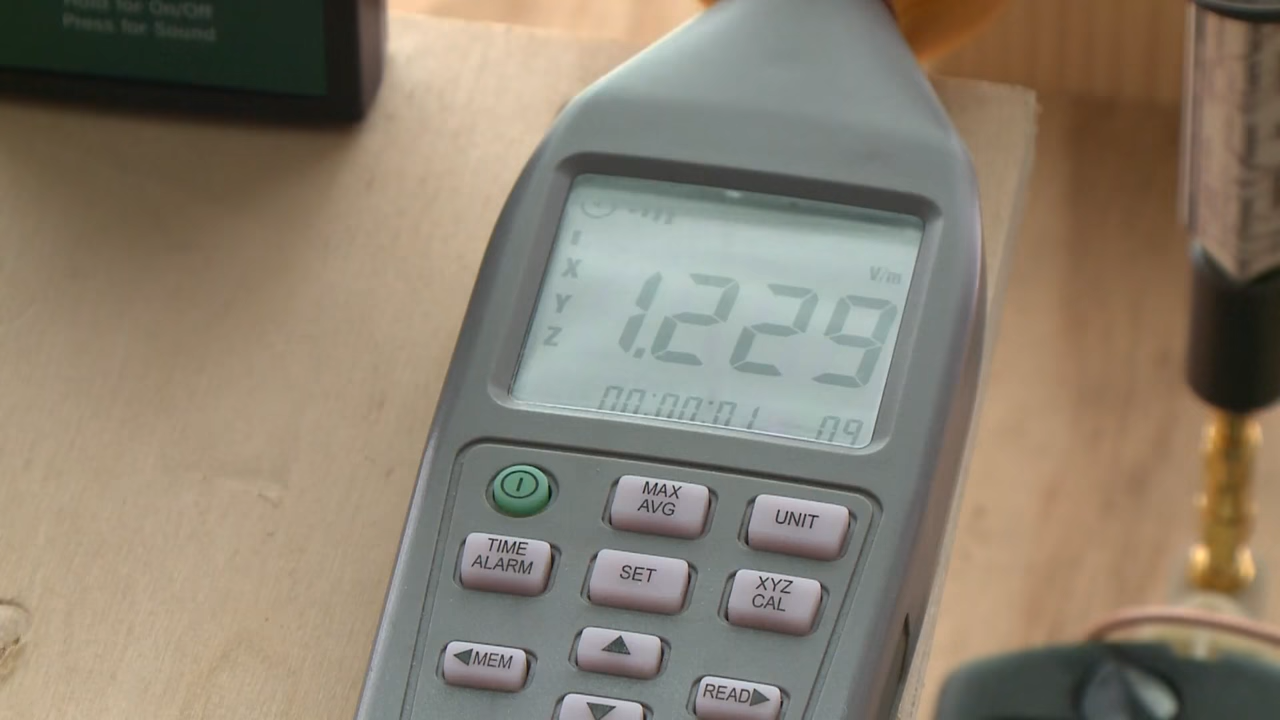 Hold for On/Off
Press for Sound
I
X
V/m
Y
1.229
Z
00:00:01 09
MAX
AVG
UNIT
TIME
ALARM
SET
XYZ
CAL
◀MEM
▲
READ▶
▼